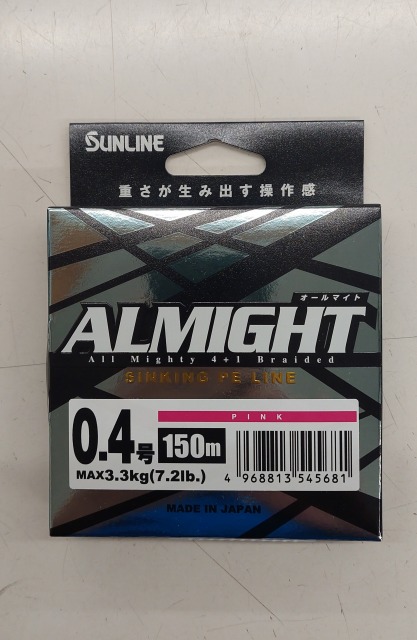 SUNLINE
重さが生み出す操作感
オールマイト
ALMIGHT
All Mighty 4+1 Braided
SINKING PE LINE
PINK
0.4号 150m
MAX3.3kg(7.2lb.)
4 968813 545681
MADE IN JAPAN